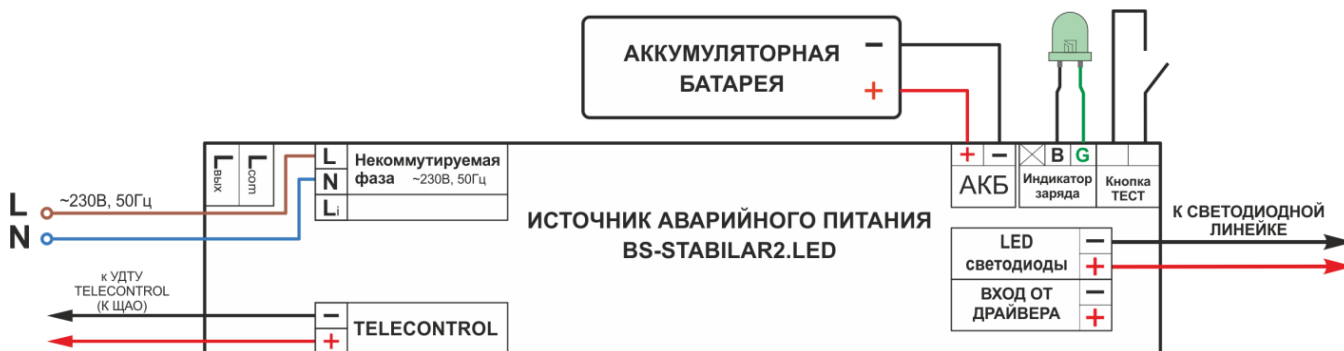 АККУМУЛЯТОРНАЯ
БАТАРЕЯ
−
+
L
N
~230В, 50Гц
Lвых
Lcom
L
N
Li
Некоммутируемая
фаза ~230В, 50Гц
+ −
АКБ
B G
Индикатор
заряда
Кнопка
ТЕСТ
ИСТОЧНИК АВАРИЙНОГО ПИТАНИЯ
BS-STABILAR2.LED
К СВЕТОДИОДНОЙ
ЛИНЕЙКЕ
LED
светодиоды
−
+
ВХОД ОТ
ДРАЙВЕРА
−
+
к УДТУ
TELECONTROL
(К ЩАО)
−
+
TELECONTROL